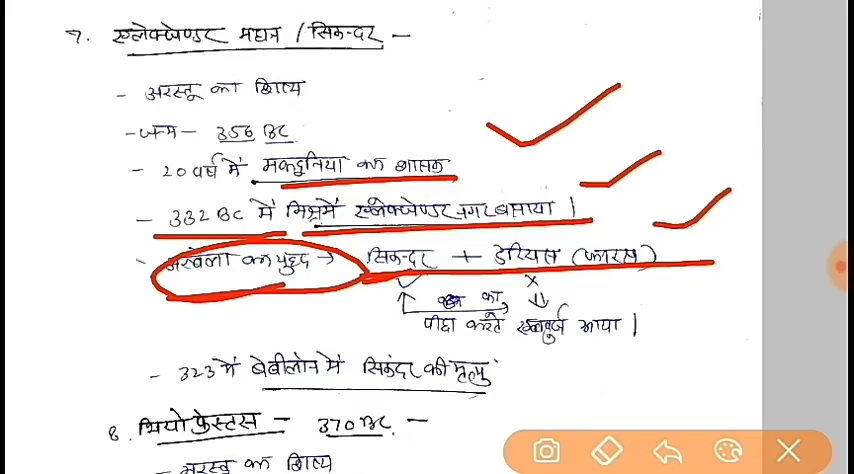 7. एलेक्जेण्डर महान / सिकन्दर -
- अरस्तू का शिष्य
- जन्म - 356 BC
- 20 वर्ष में मकदूनिया का शासक
- 332 BC में मिश्र में एलेक्जेण्डर नगर बसाया |
- अरबेला का युद्ध → सिकन्दर + डेरियस (फारस)
का
पीछा करते आया |
- 323 में बेबीलोन में सिकंदर की मृत्यु
8. थियोफ्रेस्टस - 370 BC -
- अरस्तू का शिष्य